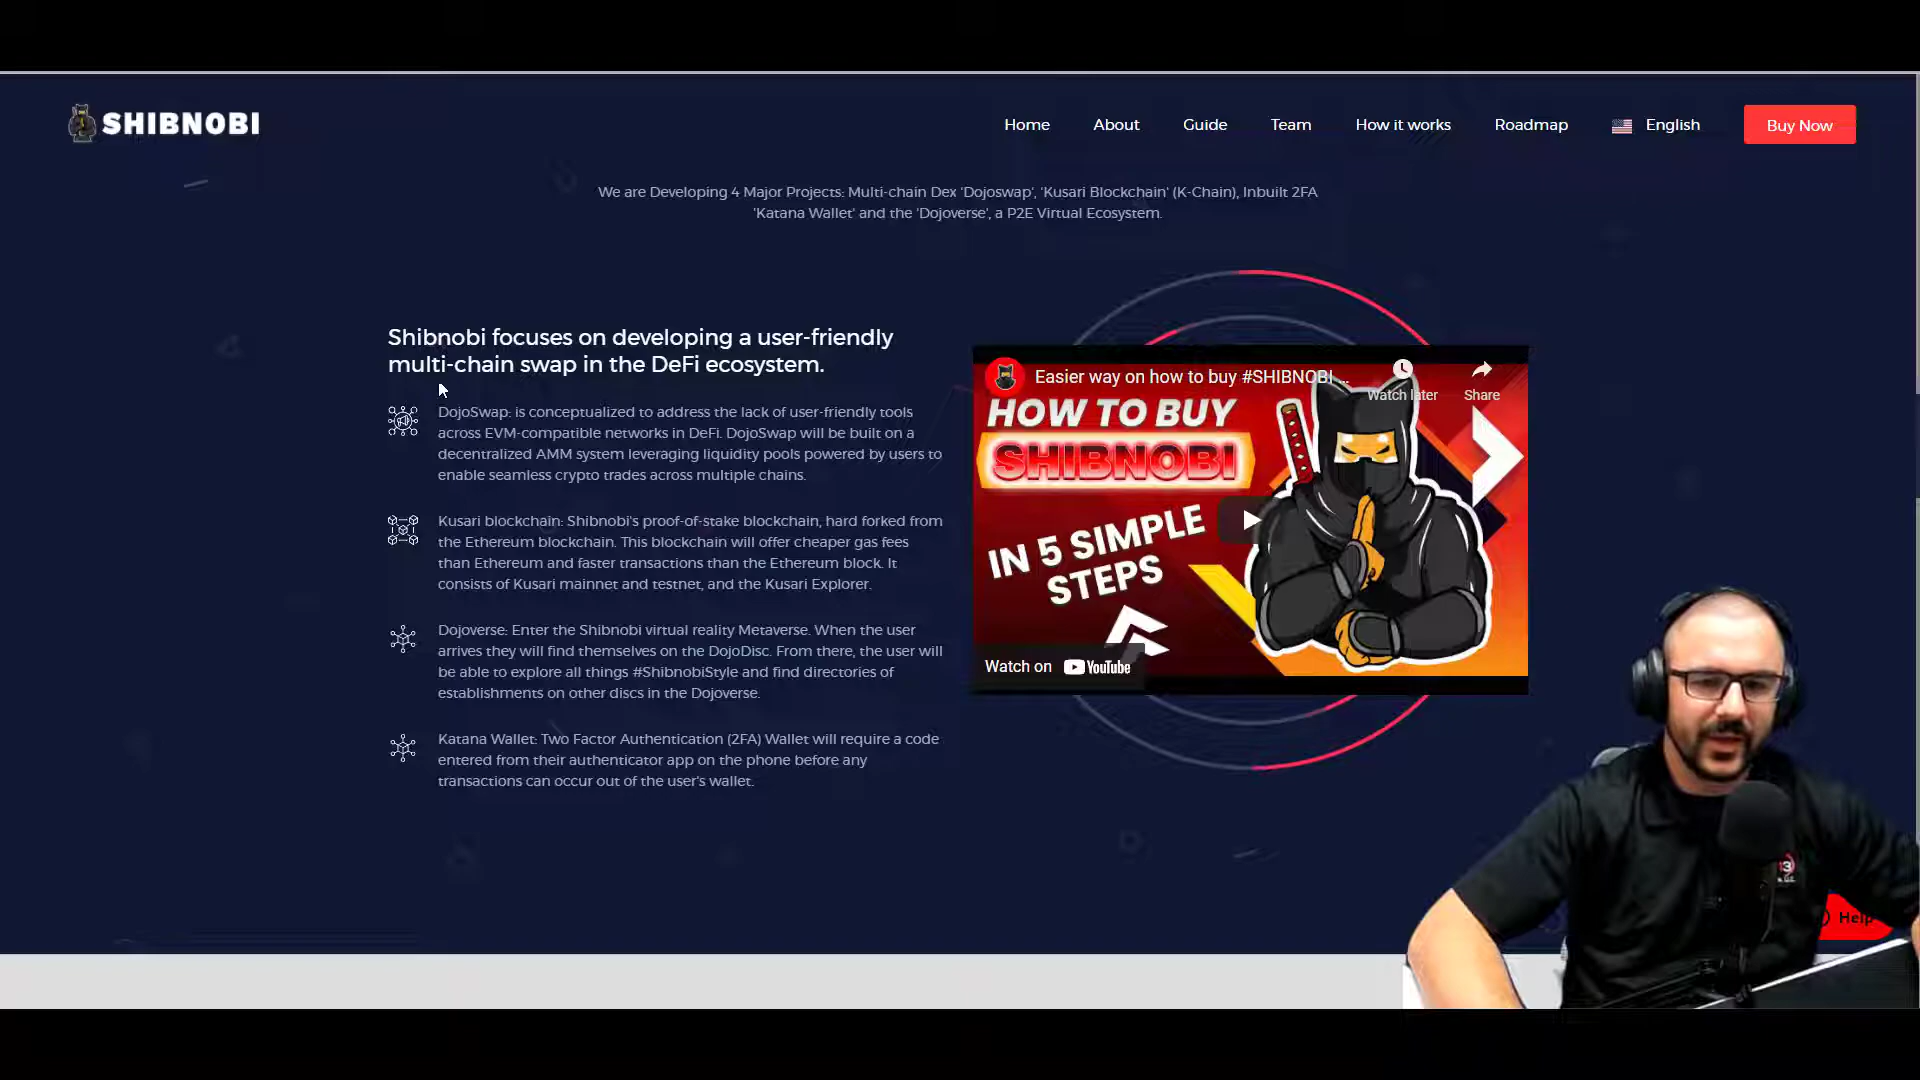 SHIBNOBI
Home About Guide Team How it works Roadmap English Buy Now
We are Developing 4 Major Projects: Multi-chain Dex 'Dojoswap', 'Kusari Blockchain' (K-Chain), Inbuilt 2FA
'Katana Wallet' and the 'Dojoverse', a P2E Virtual Ecosystem.
Shibnobi focuses on developing a user-friendly
multi-chain swap in the DeFi ecosystem.
DojoSwap: is conceptualized to address the lack of user-friendly tools
across EVM-compatible networks in DeFi. DojoSwap will be built on a
decentralized AMM system leveraging liquidity pools powered by users to
enable seamless crypto trades across multiple chains.
Kusari blockchain: Shibnobi's proof-of-stake blockchain, hard forked from
the Ethereum blockchain. This blockchain will offer cheaper gas fees
than Ethereum and faster transactions than the Ethereum block. It
consists of Kusari mainnet and testnet, and the Kusari Explorer.
Dojoverse: Enter the Shibnobi virtual reality Metaverse. When the user
arrives they will find themselves on the DojoDisc. From there, the user will
be able to explore all things #ShibnobiStyle and find directories of
establishments on other discs in the Dojoverse.
Katana Wallet: Two Factor Authentication (2FA) Wallet will require a code
entered from their authenticator app on the phone before any
transactions can occur out of the user's wallet.
Easier way on how to buy #SHIBNOBI ...
Watch later Share
HOW TO BUY
SHIBNOBI
IN 5 SIMPLE
STEPS
Watch on YouTube
Help